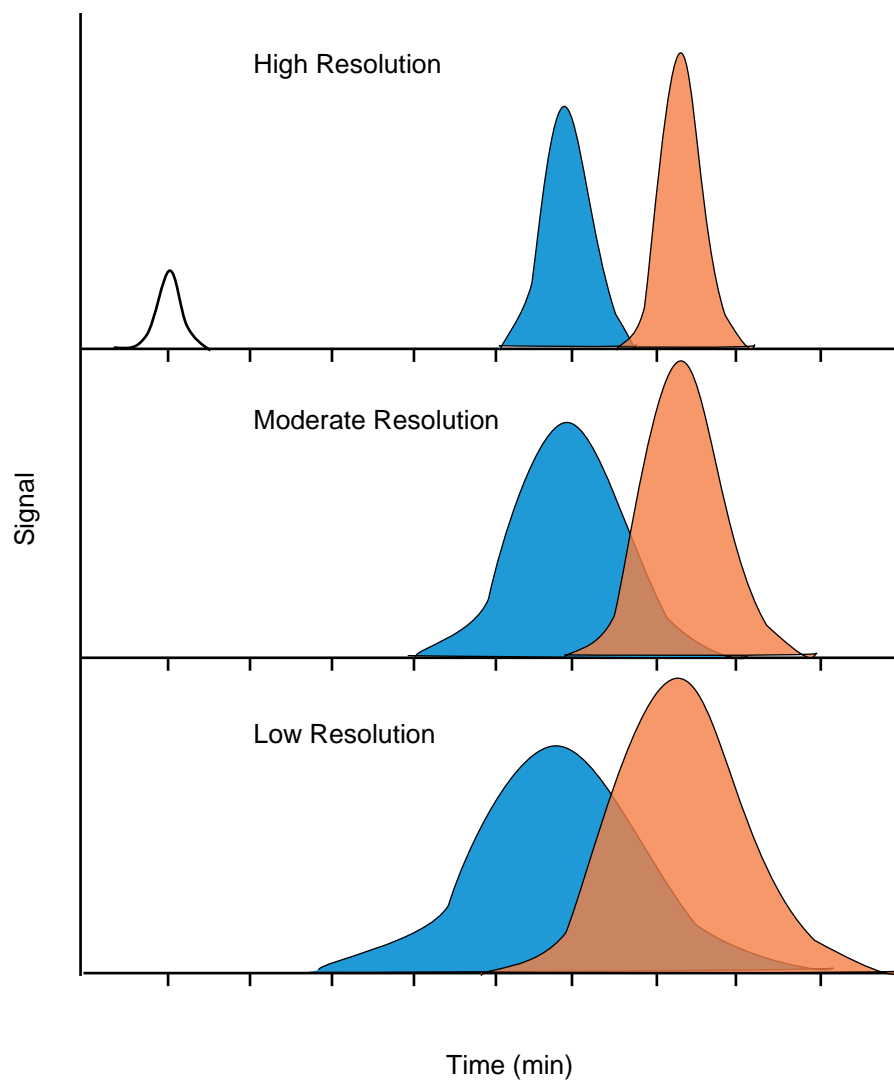 High Resolution
Moderate Resolution
Signal
Low Resolution
Time (min)